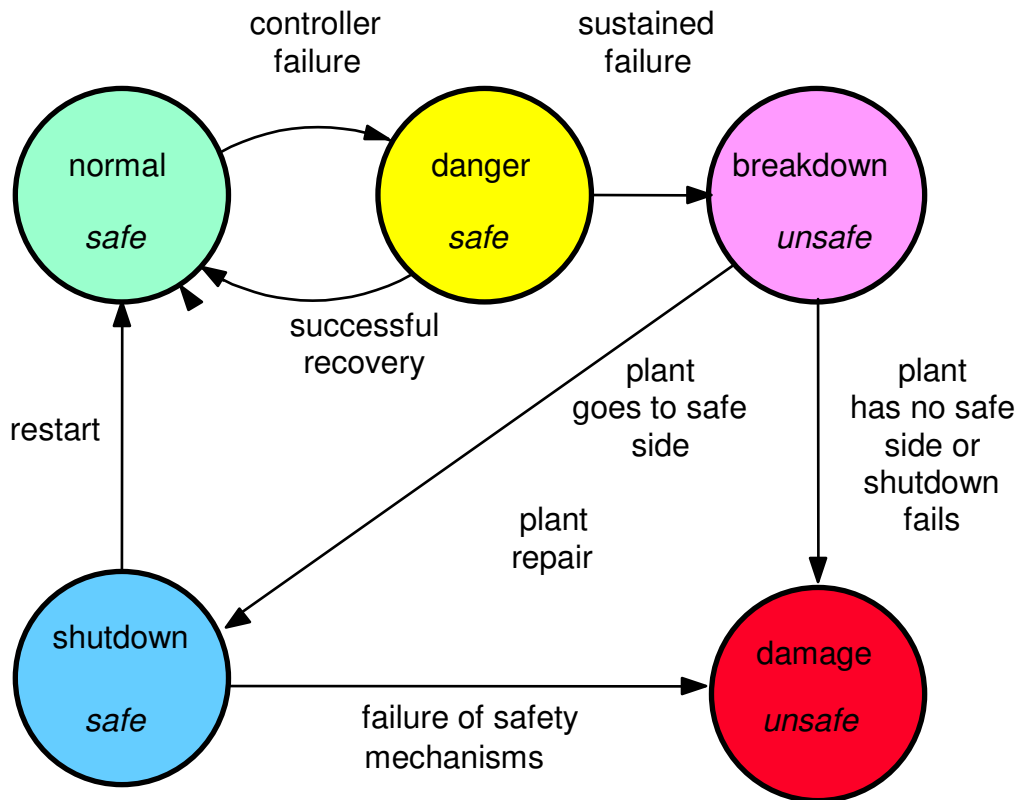 controller
failure
sustained
failure
normal
safe
danger
safe
breakdown
unsafe
successful
recovery
restart
plant
goes to safe
side
plant
has no safe
side or
shutdown
fails
plant
repair
shutdown
safe
failure of safety
mechanisms
damage
unsafe